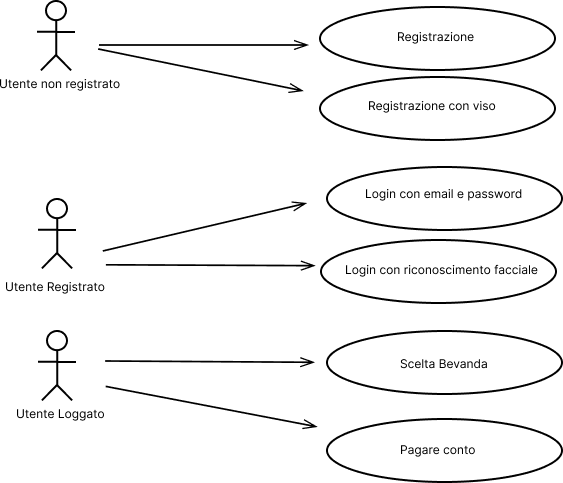 Registrazione
Utente non registrato
Registrazione con viso
Login con email e password
Login con riconoscimento facciale
Utente Registrato
Scelta Bevanda
Utente Loggato
Pagare conto